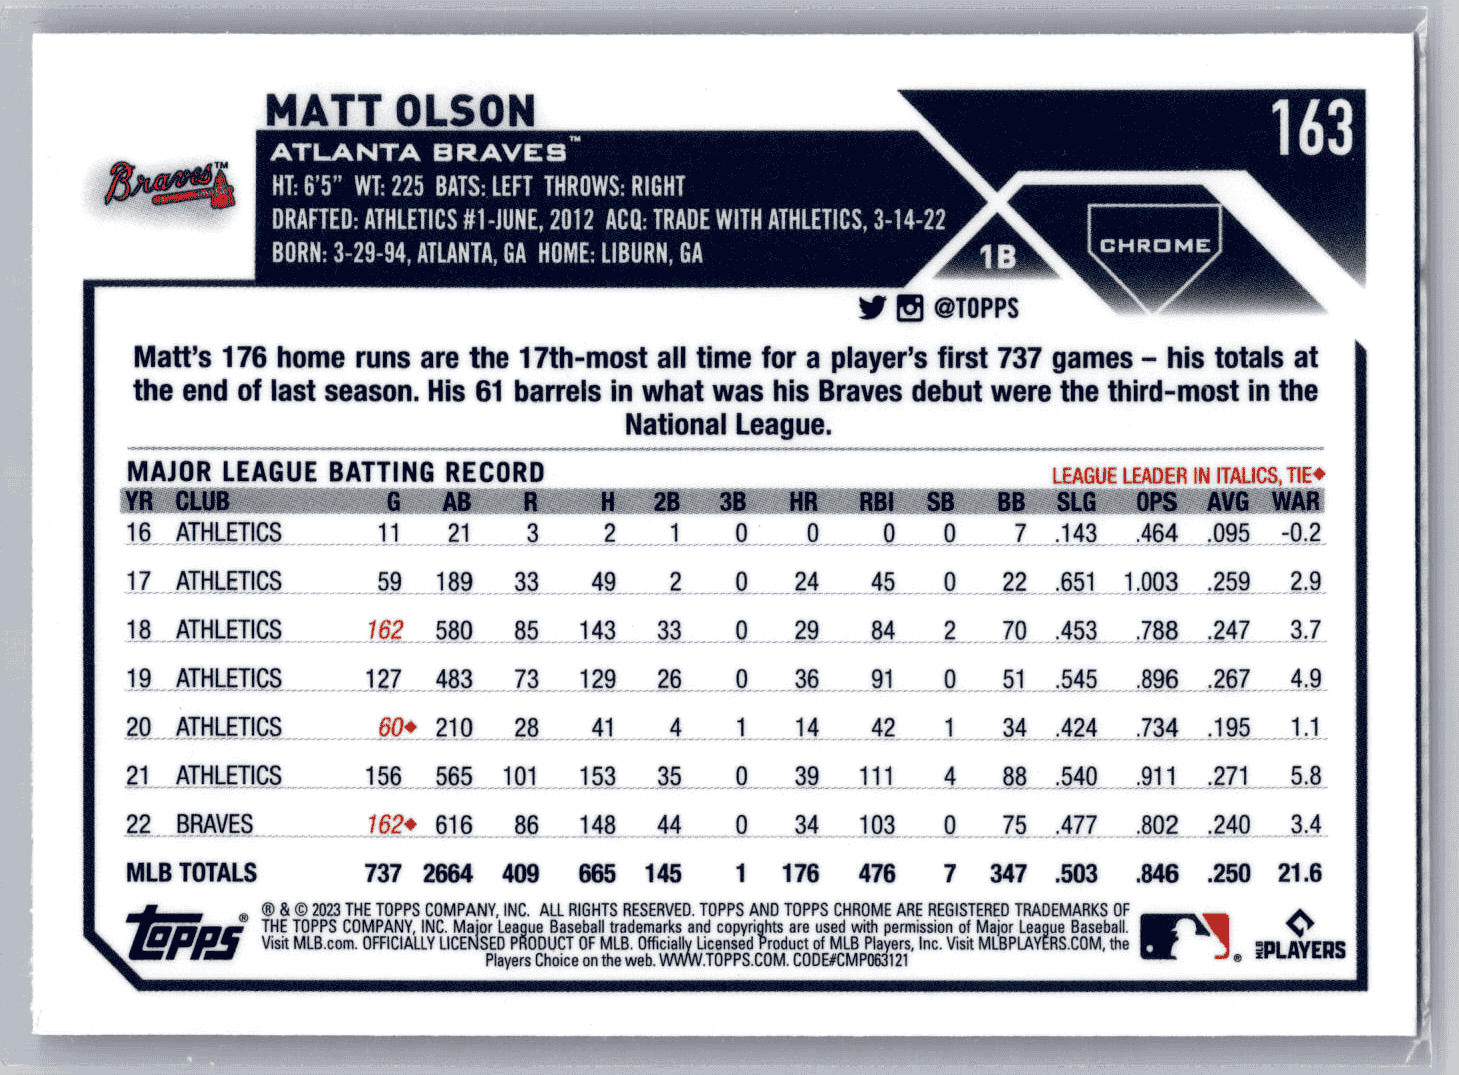 MATT OLSON
163
ATLANTA BRAVES™
Braves™
HT: 6'5" WT: 225 BATS: LEFT THROWS: RIGHT
DRAFTED: ATHLETICS #1-JUNE, 2012 ACQ: TRADE WITH ATHLETICS, 3-14-22
BORN: 3-29-94, ATLANTA, GA HOME: LIBURN, GA
1B
CHROME
@TOPPS
Matt's 176 home runs are the 17th-most all time for a player's first 737 games – his totals at
the end of last season. His 61 barrels in what was his Braves debut were the third-most in the
National League.
MAJOR LEAGUE BATTING RECORD
LEAGUE LEADER IN ITALICS, TIE♦
YR CLUB G AB R H 2B 3B HR RBI SB BB SLG OPS AVG WAR
16 ATHLETICS 11 21 3 2 1 0 0 0 0 7 .143 .464 .095 -0.2
17 ATHLETICS 59 189 33 49 2 0 24 45 0 22 .651 1.003 .259 2.9
18 ATHLETICS 162 580 85 143 33 0 29 84 2 70 .453 .788 .247 3.7
19 ATHLETICS 127 483 73 129 26 0 36 91 0 51 .545 .896 .267 4.9
20 ATHLETICS 60♦ 210 28 41 4 1 14 42 1 34 .424 .734 .195 1.1
21 ATHLETICS 156 565 101 153 35 0 39 111 4 88 .540 .911 .271 5.8
22 BRAVES 162♦ 616 86 148 44 0 34 103 0 75 .477 .802 .240 3.4
MLB TOTALS 737 2664 409 665 145 1 176 476 7 347 .503 .846 .250 21.6
Topps®
® & © 2023 THE TOPPS COMPANY, INC. ALL RIGHTS RESERVED. TOPPS AND TOPPS CHROME ARE REGISTERED TRADEMARKS OF
THE TOPPS COMPANY, INC. Major League Baseball trademarks and copyrights are used with permission of Major League Baseball.
Visit MLB.com. OFFICIALLY LICENSED PRODUCT OF MLB. Officially Licensed Product of MLB Players, Inc. Visit MLBPLAYERS.COM, the
Players Choice on the web. WWW.TOPPS.COM. CODE#CMP063121
®
MLB PLAYERS